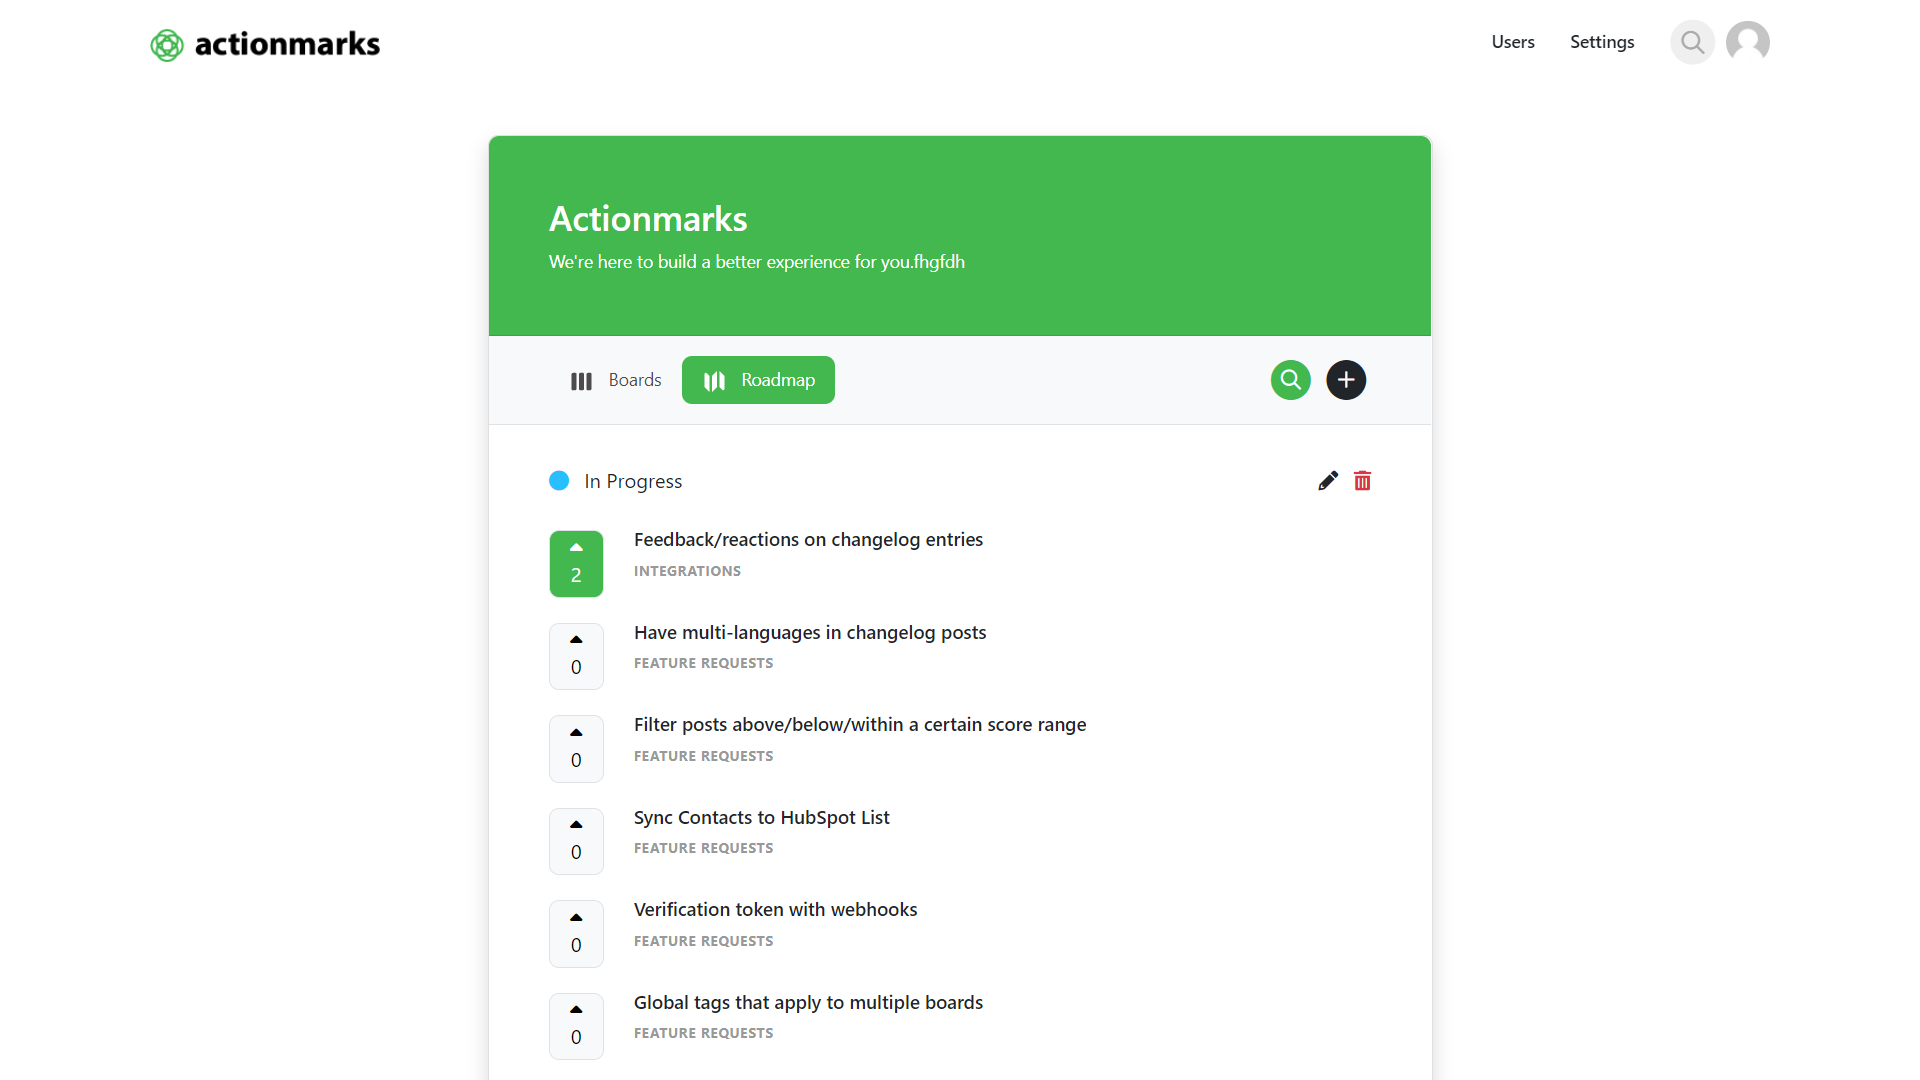 actionmarks
Users
Settings
Actionmarks
We're here to build a better experience for you.fhgfdh
Boards
Roadmap
In Progress
2
Feedback/reactions on changelog entries
INTEGRATIONS
0
Have multi-languages in changelog posts
FEATURE REQUESTS
0
Filter posts above/below/within a certain score range
FEATURE REQUESTS
0
Sync Contacts to HubSpot List
FEATURE REQUESTS
0
Verification token with webhooks
FEATURE REQUESTS
0
Global tags that apply to multiple boards
FEATURE REQUESTS